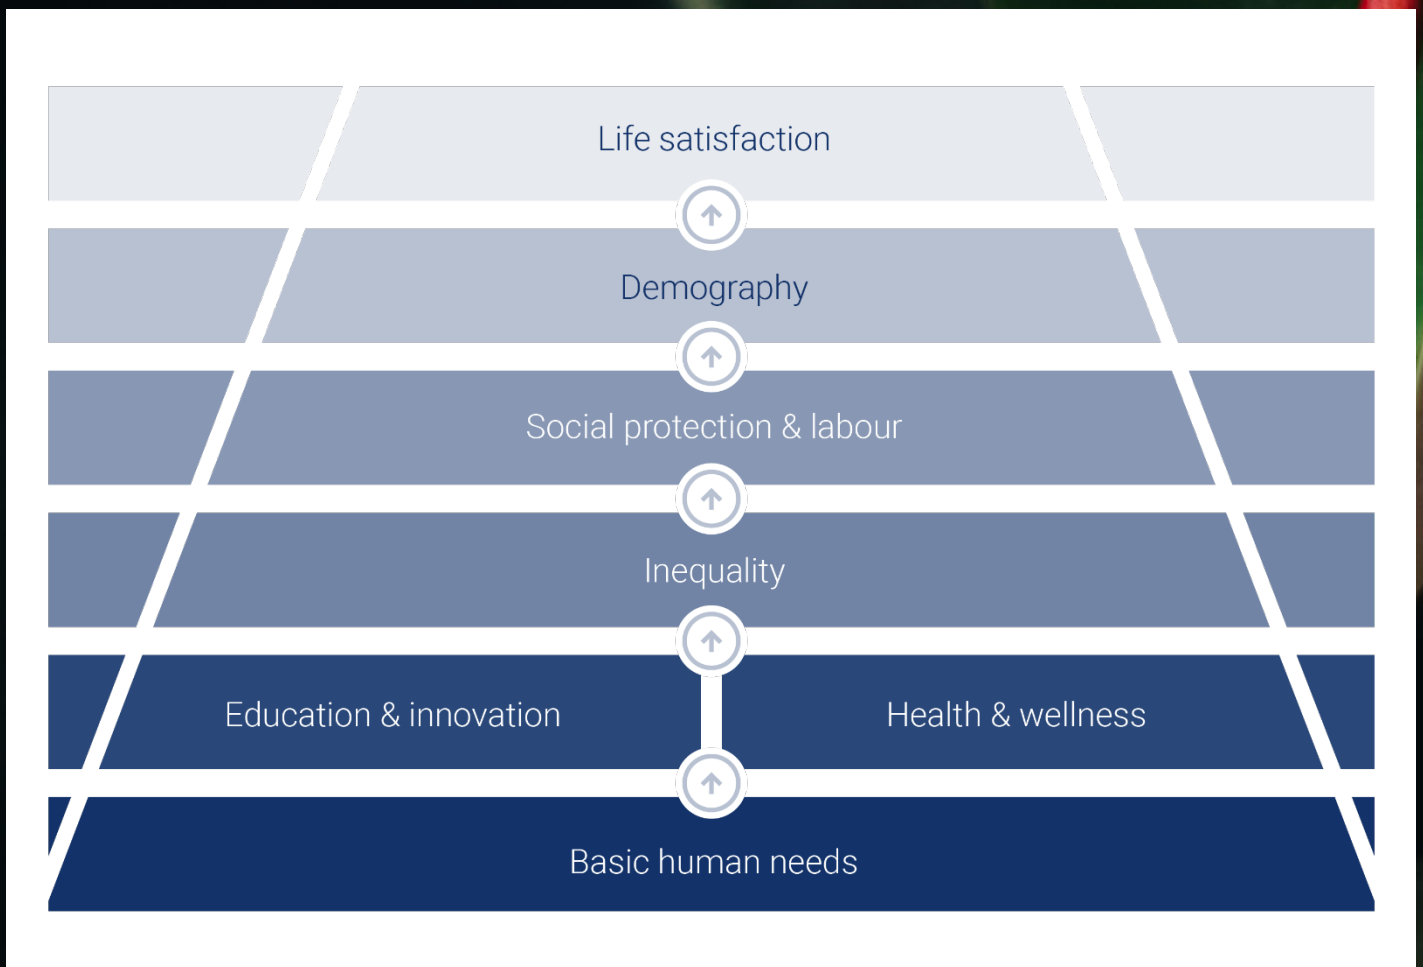 Life satisfaction
Demography
Social protection & labour
Inequality
Education & innovation
Health & wellness
Basic human needs